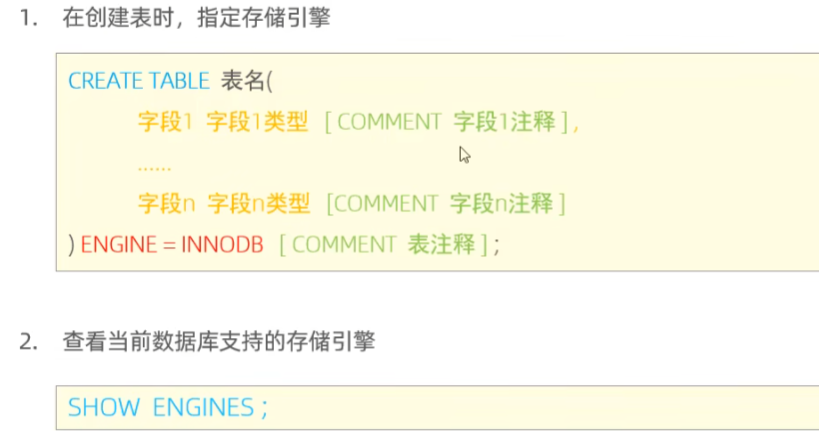 1. 在创建表时，指定存储引擎
CREATE TABLE 表名(
字段1 字段1类型 [ COMMENT 字段1注释 ] ,
......
字段n 字段n类型 [COMMENT 字段n注释 ]
) ENGINE = INNODB [ COMMENT 表注释 ] ;
2. 查看当前数据库支持的存储引擎
SHOW ENGINES ;